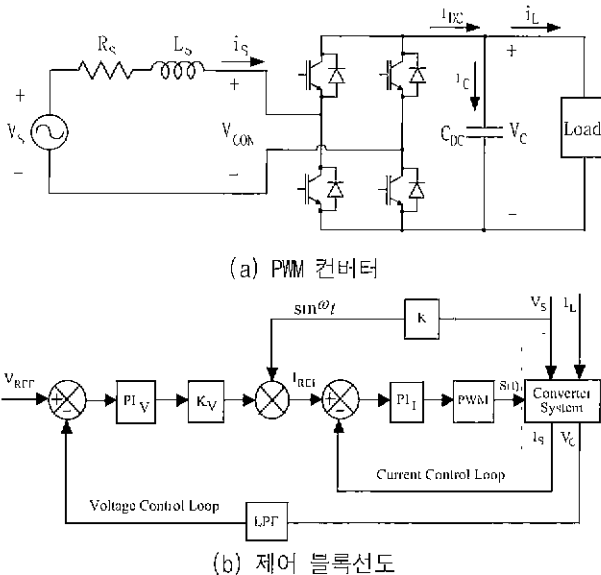 R_S L_S i_S
i_DC i_L
+ +
i_C
V_S V_CON C_DC V_C Load
− − −
(a) PWM 컨버터
sin ωt K V_S I_L
V_REF + − PI_V K_V I_REF + − PI_I PWM S(t) Converter System
I_S V_C
Current Control Loop
Voltage Control Loop
LPF
(b) 제어 블록선도